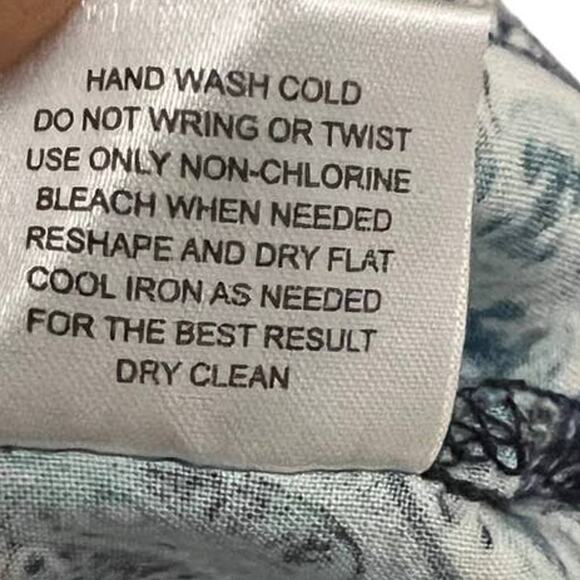 HAND WASH COLD
DO NOT WRING OR TWIST
USE ONLY NON-CHLORINE
BLEACH WHEN NEEDED
RESHAPE AND DRY FLAT
COOL IRON AS NEEDED
FOR THE BEST RESULT
DRY CLEAN